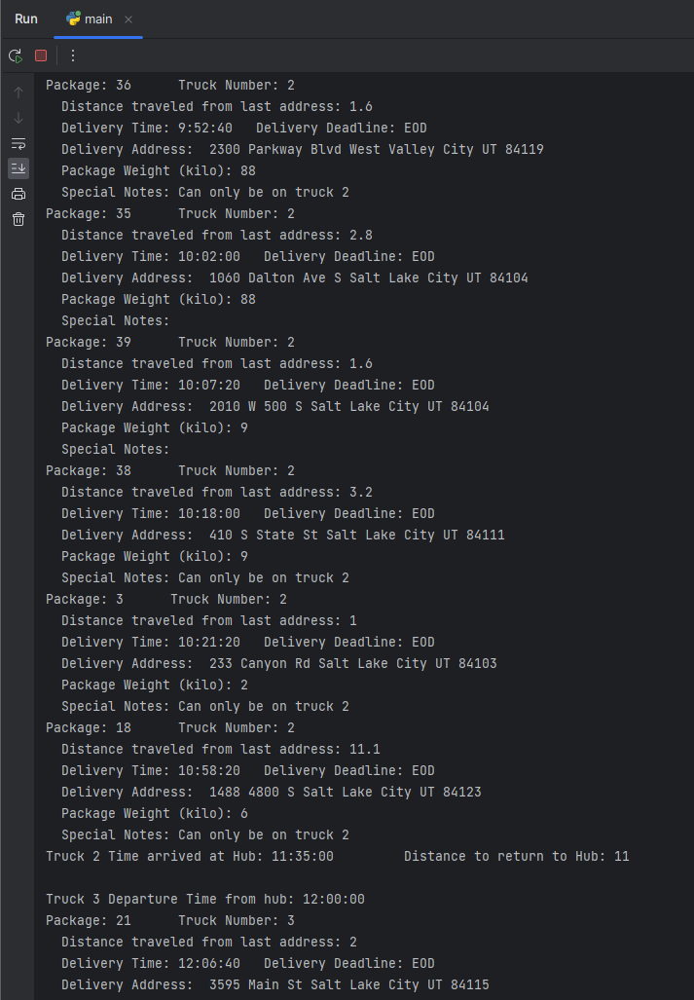 Run main
Package: 36 Truck Number: 2
Distance traveled from last address: 1.6
Delivery Time: 9:52:40 Delivery Deadline: EOD
Delivery Address: 2300 Parkway Blvd West Valley City UT 84119
Package Weight (kilo): 88
Special Notes: Can only be on truck 2
Package: 35 Truck Number: 2
Distance traveled from last address: 2.8
Delivery Time: 10:02:00 Delivery Deadline: EOD
Delivery Address: 1060 Dalton Ave S Salt Lake City UT 84104
Package Weight (kilo): 88
Special Notes:
Package: 39 Truck Number: 2
Distance traveled from last address: 1.6
Delivery Time: 10:07:20 Delivery Deadline: EOD
Delivery Address: 2010 W 500 S Salt Lake City UT 84104
Package Weight (kilo): 9
Special Notes:
Package: 38 Truck Number: 2
Distance traveled from last address: 3.2
Delivery Time: 10:18:00 Delivery Deadline: EOD
Delivery Address: 410 S State St Salt Lake City UT 84111
Package Weight (kilo): 9
Special Notes: Can only be on truck 2
Package: 3 Truck Number: 2
Distance traveled from last address: 1
Delivery Time: 10:21:20 Delivery Deadline: EOD
Delivery Address: 233 Canyon Rd Salt Lake City UT 84103
Package Weight (kilo): 2
Special Notes: Can only be on truck 2
Package: 18 Truck Number: 2
Distance traveled from last address: 11.1
Delivery Time: 10:58:20 Delivery Deadline: EOD
Delivery Address: 1488 4800 S Salt Lake City UT 84123
Package Weight (kilo): 6
Special Notes: Can only be on truck 2
Truck 2 Time arrived at Hub: 11:35:00 Distance to return to Hub: 11
Truck 3 Departure Time from hub: 12:00:00
Package: 21 Truck Number: 3
Distance traveled from last address: 2
Delivery Time: 12:06:40 Delivery Deadline: EOD
Delivery Address: 3595 Main St Salt Lake City UT 84115